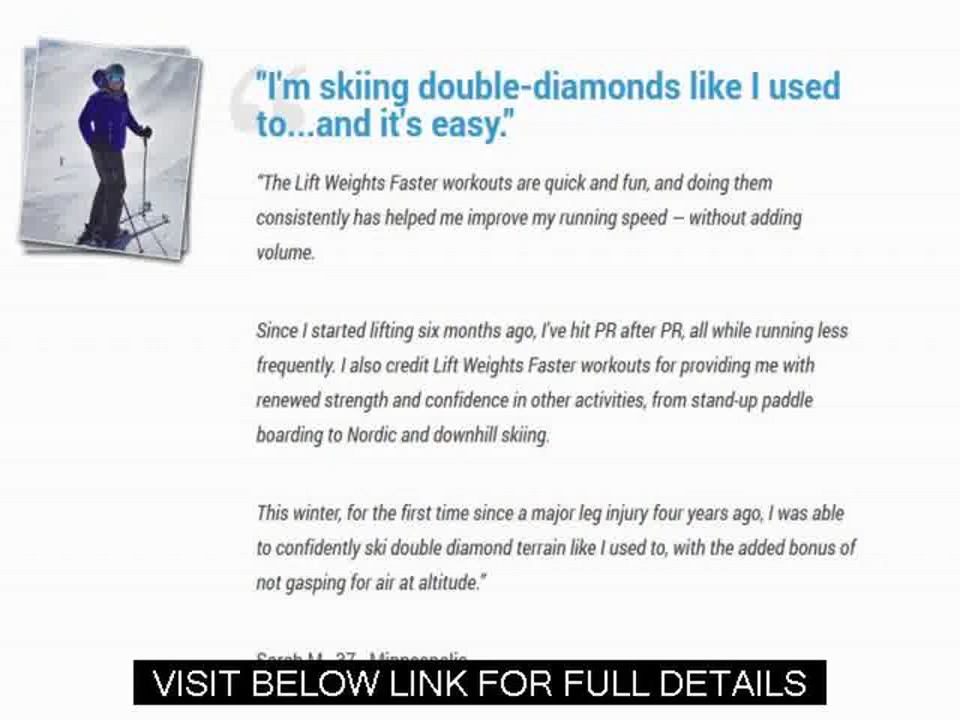 "I'm skiing double-diamonds like I used
to...and it's easy."
“The Lift Weights Faster workouts are quick and fun, and doing them
consistently has helped me improve my running speed – without adding
volume.
Since I started lifting six months ago, I've hit PR after PR, all while running less
frequently. I also credit Lift Weights Faster workouts for providing me with
renewed strength and confidence in other activities, from stand-up paddle
boarding to Nordic and downhill skiing.
This winter, for the first time since a major leg injury four years ago, I was able
to confidently ski double diamond terrain like I used to, with the added bonus of
not gasping for air at altitude.”
Sarah M., 37 - Minneapolis
VISIT BELOW LINK FOR FULL DETAILS